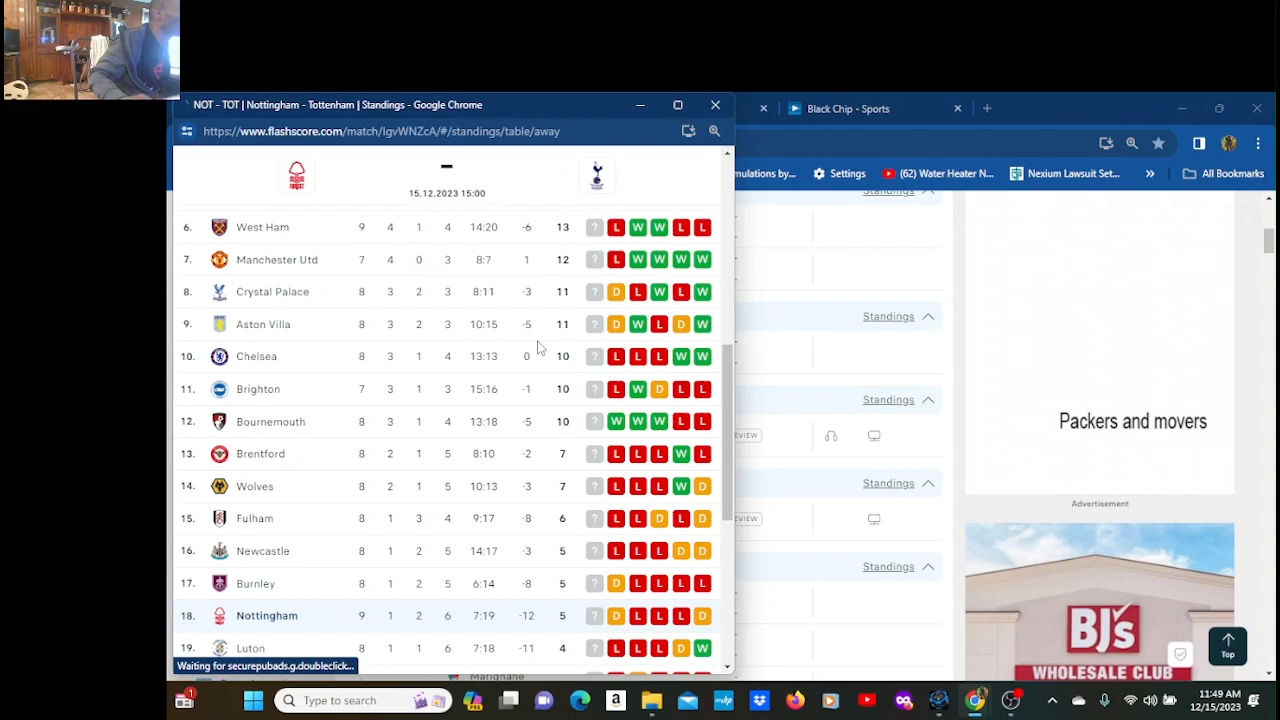 NOT - TOT | Nottingham - Tottenham | Standings - Google Chrome
Black Chip - Sports
https://www.flashscore.com/match/lgvWNZcA/#/standings/table/away
mulations by...
Settings
(62) Water Heater N...
Nexium Lawsuit Set...
»
All Bookmarks
-
15.12.2023 15:00
6. West Ham 9 4 1 4 14:20 -6 13 ? L W W L L
7. Manchester Utd 7 4 0 3 8:7 1 12 ? L W W W W
8. Crystal Palace 8 3 2 3 8:11 -3 11 ? D L W L W
9. Aston Villa 8 3 2 3 10:15 -5 11 ? D W L D W
10. Chelsea 8 3 1 4 13:13 0 10 ? L L L W W
11. Brighton 7 3 1 3 15:16 -1 10 ? L W D L L
12. Bournemouth 8 3 1 4 13:18 -5 10 ? W W W L L
13. Brentford 8 2 1 5 8:10 -2 7 ? L L L W L
14. Wolves 8 2 1 5 10:13 -3 7 ? L L L W D
15. Fulham 8 1 3 4 9:17 -8 6 ? L L D L D
16. Newcastle 8 1 2 5 14:17 -3 5 ? L L L D D
17. Burnley 8 1 2 5 6:14 -8 5 ? D L L L L
18. Nottingham 9 1 2 6 7:19 -12 5 ? D L L L D
19. Luton 8 1 1 6 7:18 -11 4 ? L L L D W
Waiting for securepubads.g.doubleclick...
Marignane
Standings
Standings
Standings
EVIEW
Standings
EVIEW
Standings
Packers and movers
Advertisement
BJ's
WHOLESALE CLUB
Top
1
Type to search
a
11:49 AM
12/15/2023